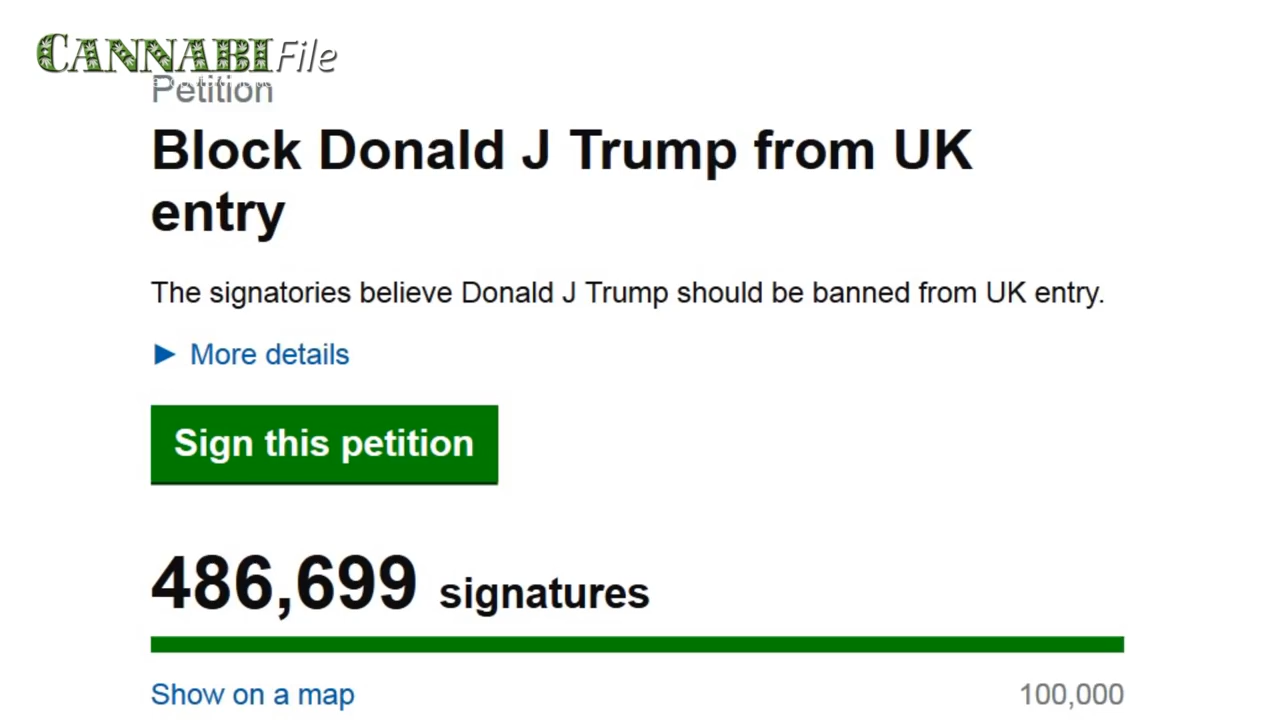 CANNABIFile
Petition
Block Donald J Trump from UK
entry
The signatories believe Donald J Trump should be banned from UK entry.
► More details
Sign this petition
486,699 signatures
Show on a map 100,000